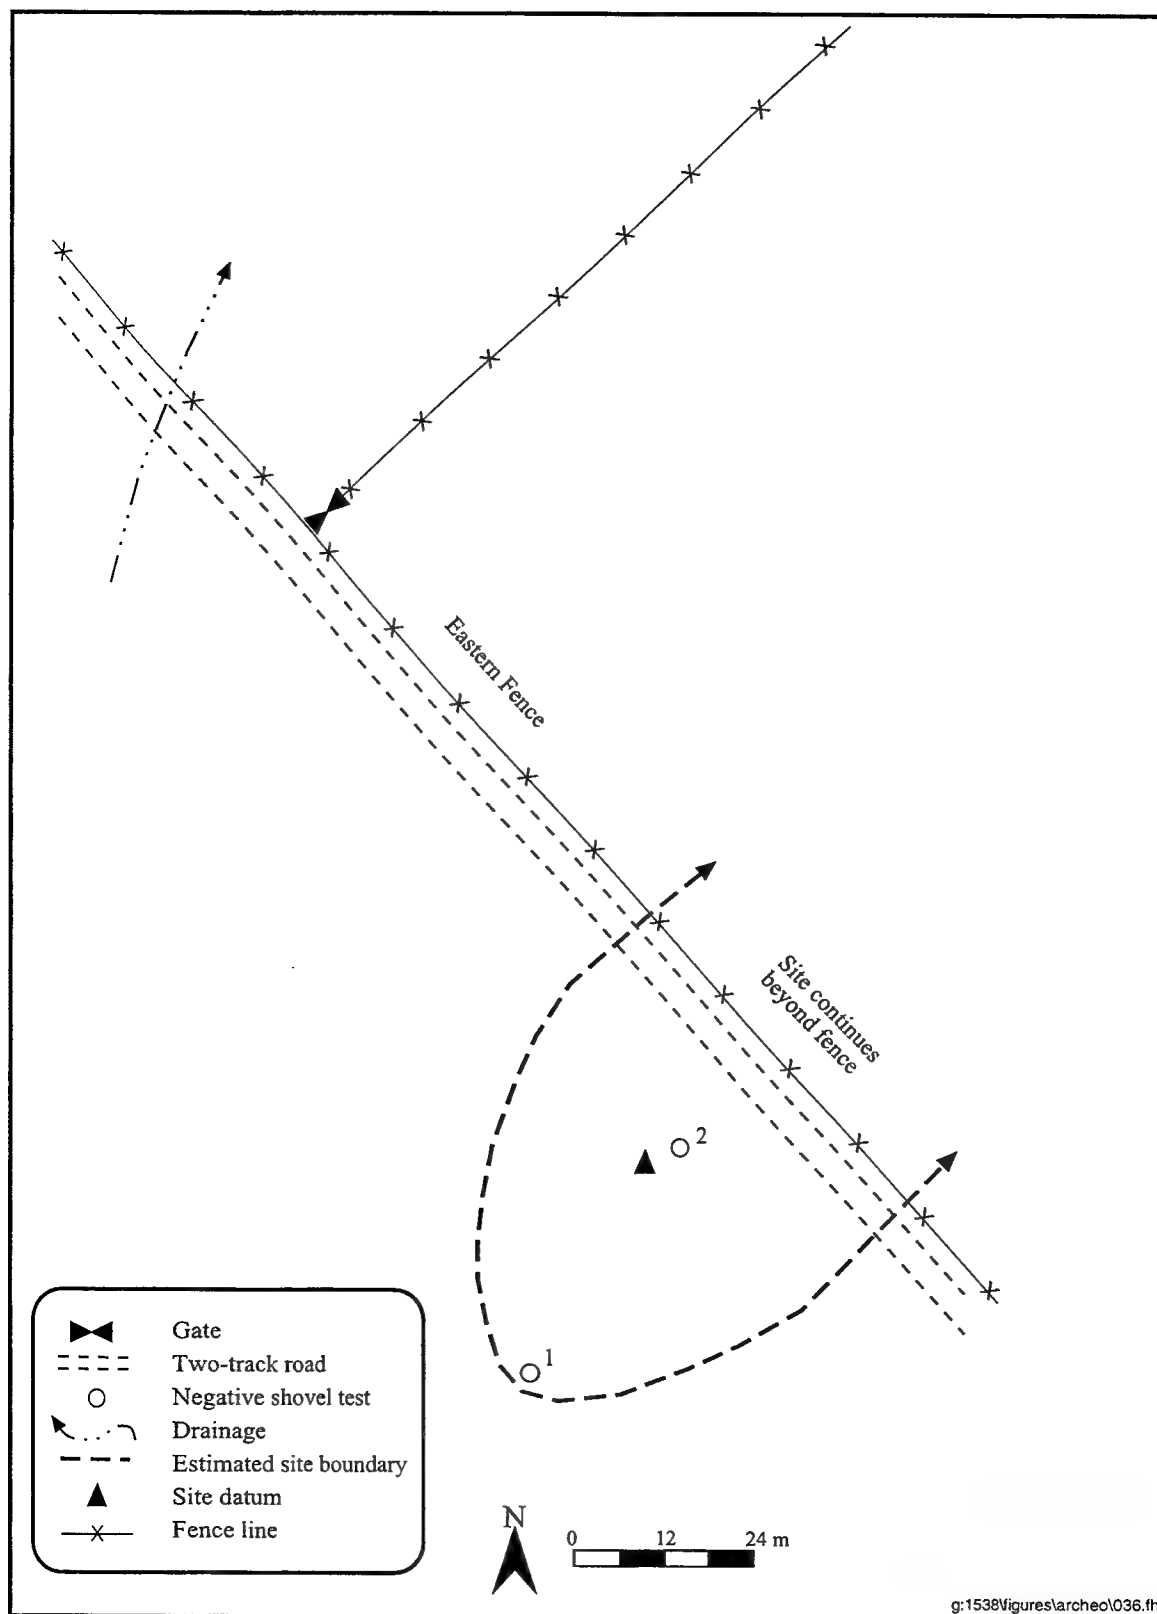 Eastern Fence
Site continues
beyond fence
2
1
Gate
Two-track road
Negative shovel test
Drainage
Estimated site boundary
Site datum
Fence line
N
0 12 24 m
g:1538\figures\archeo\036.fh